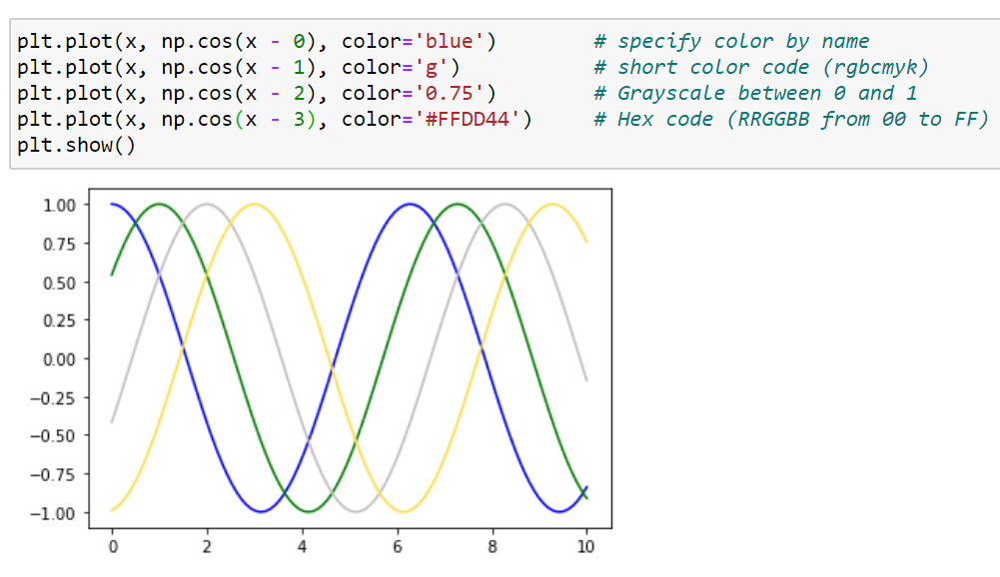 plt.plot(x, np.cos(x - 0), color='blue')        # specify color by name
plt.plot(x, np.cos(x - 1), color='g')           # short color code (rgbcmyk)
plt.plot(x, np.cos(x - 2), color='0.75')        # Grayscale between 0 and 1
plt.plot(x, np.cos(x - 3), color='#FFDD44')     # Hex code (RRGGBB from 00 to FF)
plt.show()
1.00
0.75
0.50
0.25
0.00
−0.25
−0.50
−0.75
−1.00
0 2 4 6 8 10